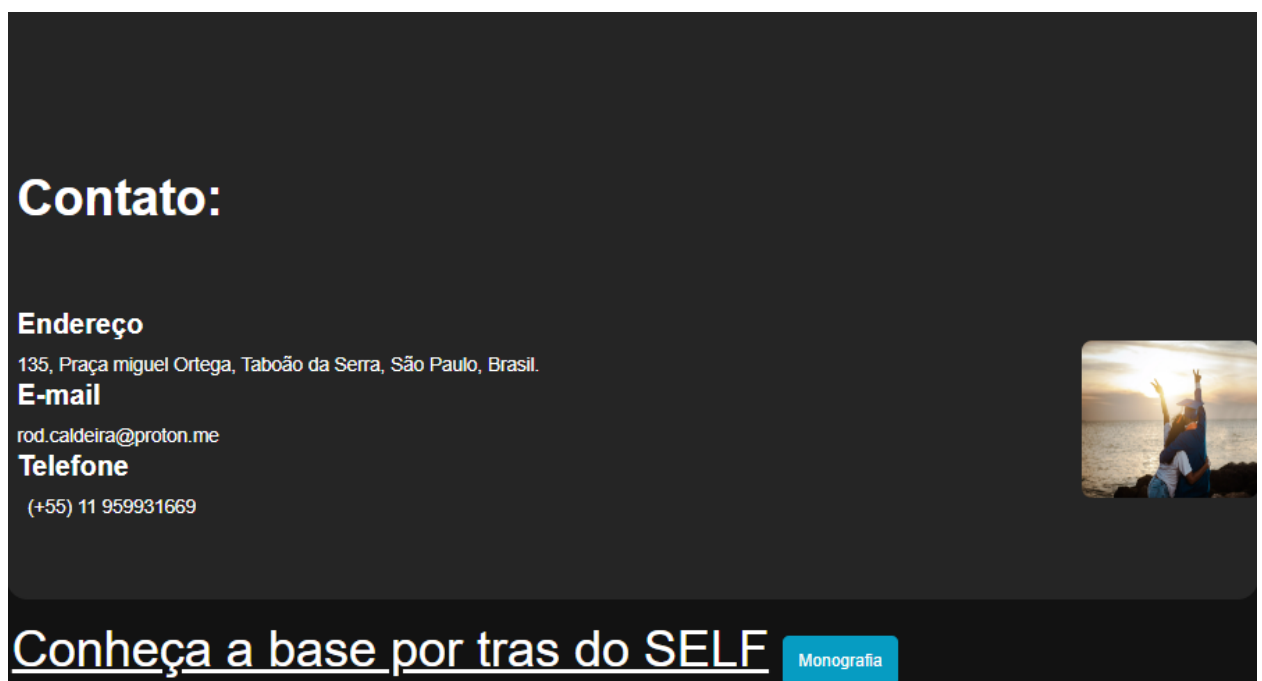 Contato:
Endereço
135, Praça miguel Ortega, Taboão da Serra, São Paulo, Brasil.
E-mail
rod.caldeira@proton.me
Telefone
(+55) 11 959931669
Conheça a base por tras do SELF Monografia